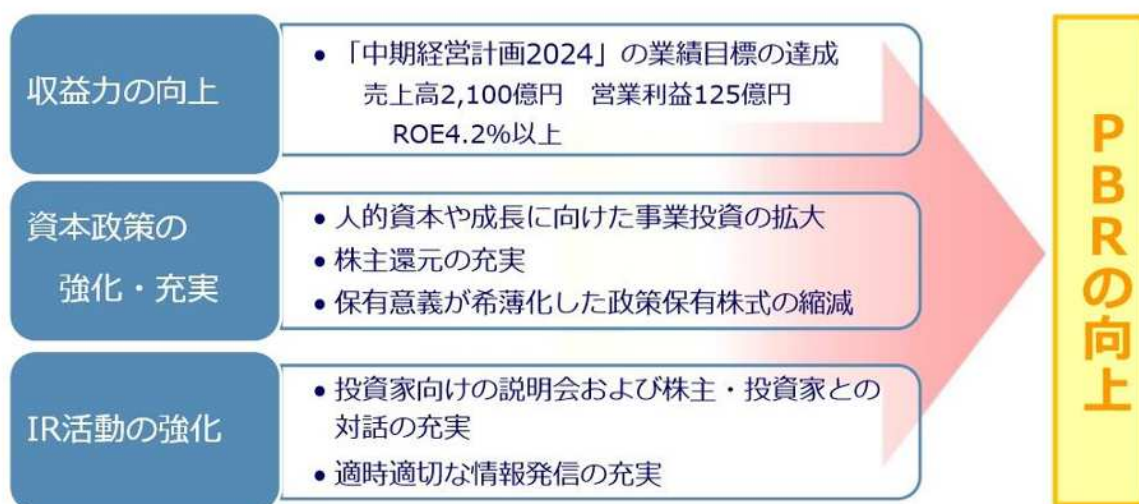 収益力の向上
• 「中期経営計画2024」の業績目標の達成
売上高2,100億円　営業利益125億円
ROE4.2%以上
資本政策の
強化・充実
• 人的資本や成長に向けた事業投資の拡大
• 株主還元の充実
• 保有意義が希薄化した政策保有株式の縮減
IR活動の強化
• 投資家向けの説明会および株主・投資家との
対話の充実
• 適時適切な情報発信の充実
PBRの向上